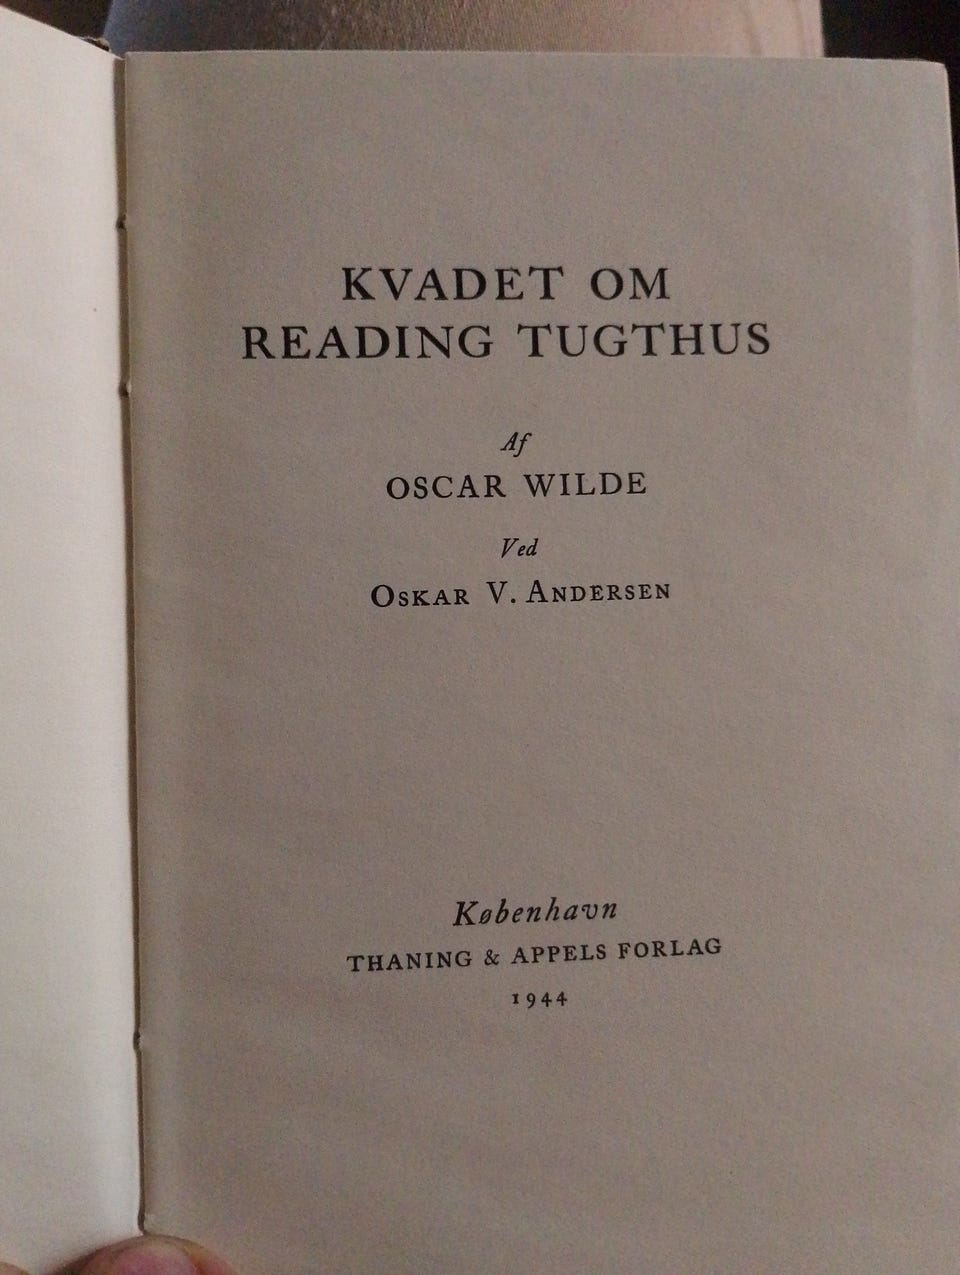 KVADET OM
READING TUGTHUS
Af
OSCAR WILDE
Ved
OSKAR V. ANDERSEN
København
THANING & APPELS FORLAG
1944